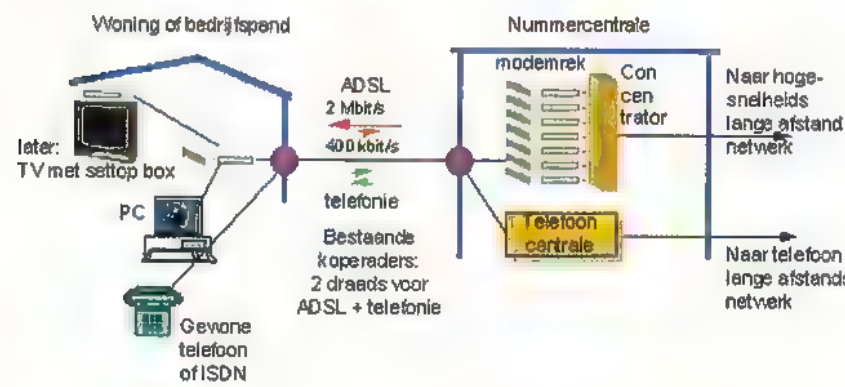 Woning of bedrijfspand
Nummercentrale
ADSL
2 Mbit/s
400 kbit/s
telefonie
Bestaande
koperaders:
2 draads voor
ADSL + telefonie
later:
TV met settop box
PC
Gewone
telefoon
of ISDN
modemrek
Con
cen
trator
Telefoon
centrale
Naar hoge-
snelheids
lange afstand
netwerk
Naar telefoon
lange afstands
netwerk